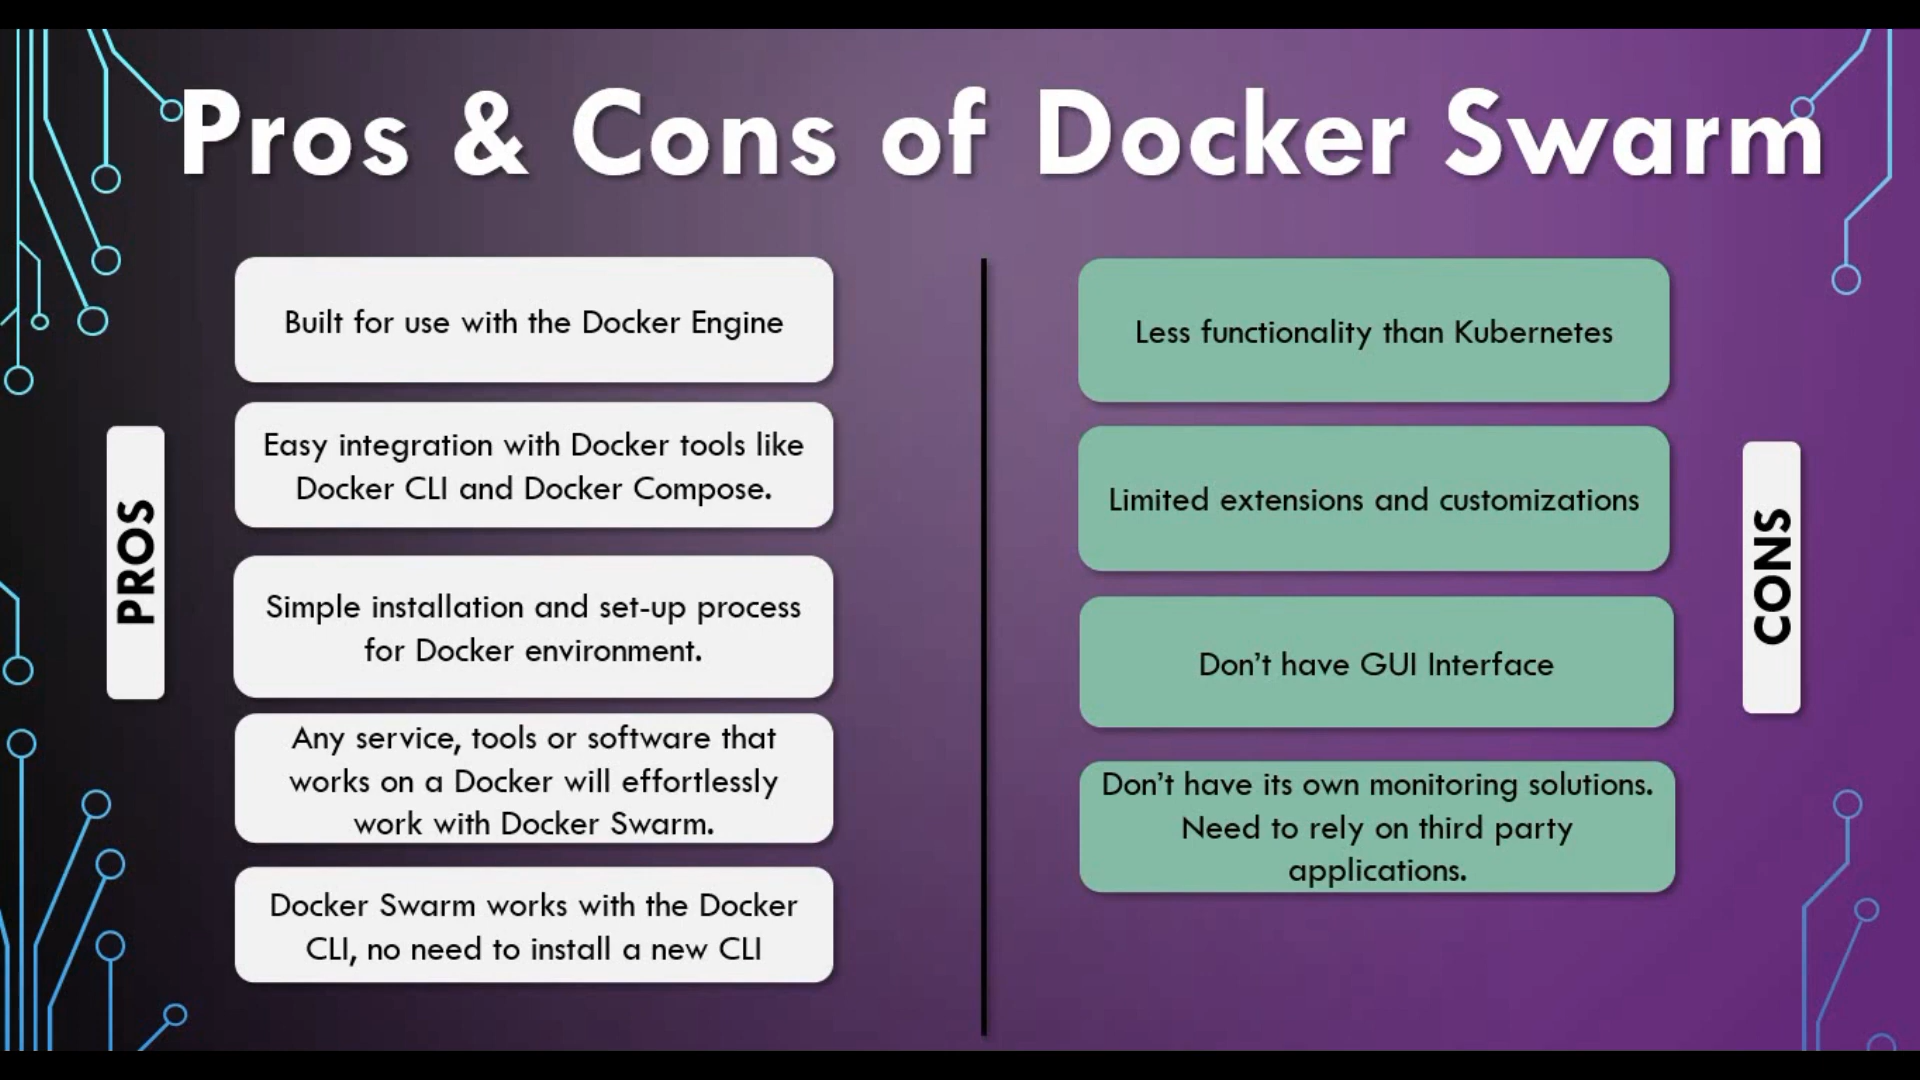 Pros & Cons of Docker Swarm
PROS
Built for use with the Docker Engine
Easy integration with Docker tools like
Docker CLI and Docker Compose.
Simple installation and set-up process
for Docker environment.
Any service, tools or software that
works on a Docker will effortlessly
work with Docker Swarm.
Docker Swarm works with the Docker
CLI, no need to install a new CLI
Less functionality than Kubernetes
Limited extensions and customizations
Don't have GUI Interface
Don't have its own monitoring solutions.
Need to rely on third party
applications.
CONS